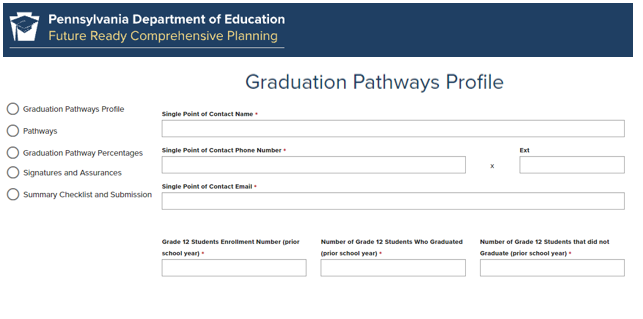 Pennsylvania Department of Education
Future Ready Comprehensive Planning
Graduation Pathways Profile
Graduation Pathways Profile
Pathways
Graduation Pathway Percentages
Signatures and Assurances
Summary Checklist and Submission
Single Point of Contact Name *
Single Point of Contact Phone Number *
x
Ext
Single Point of Contact Email *
Grade 12 Students Enrollment Number (prior
school year) *
Number of Grade 12 Students Who Graduated
(prior school year) *
Number of Grade 12 Students that did not
Graduate (prior school year) *